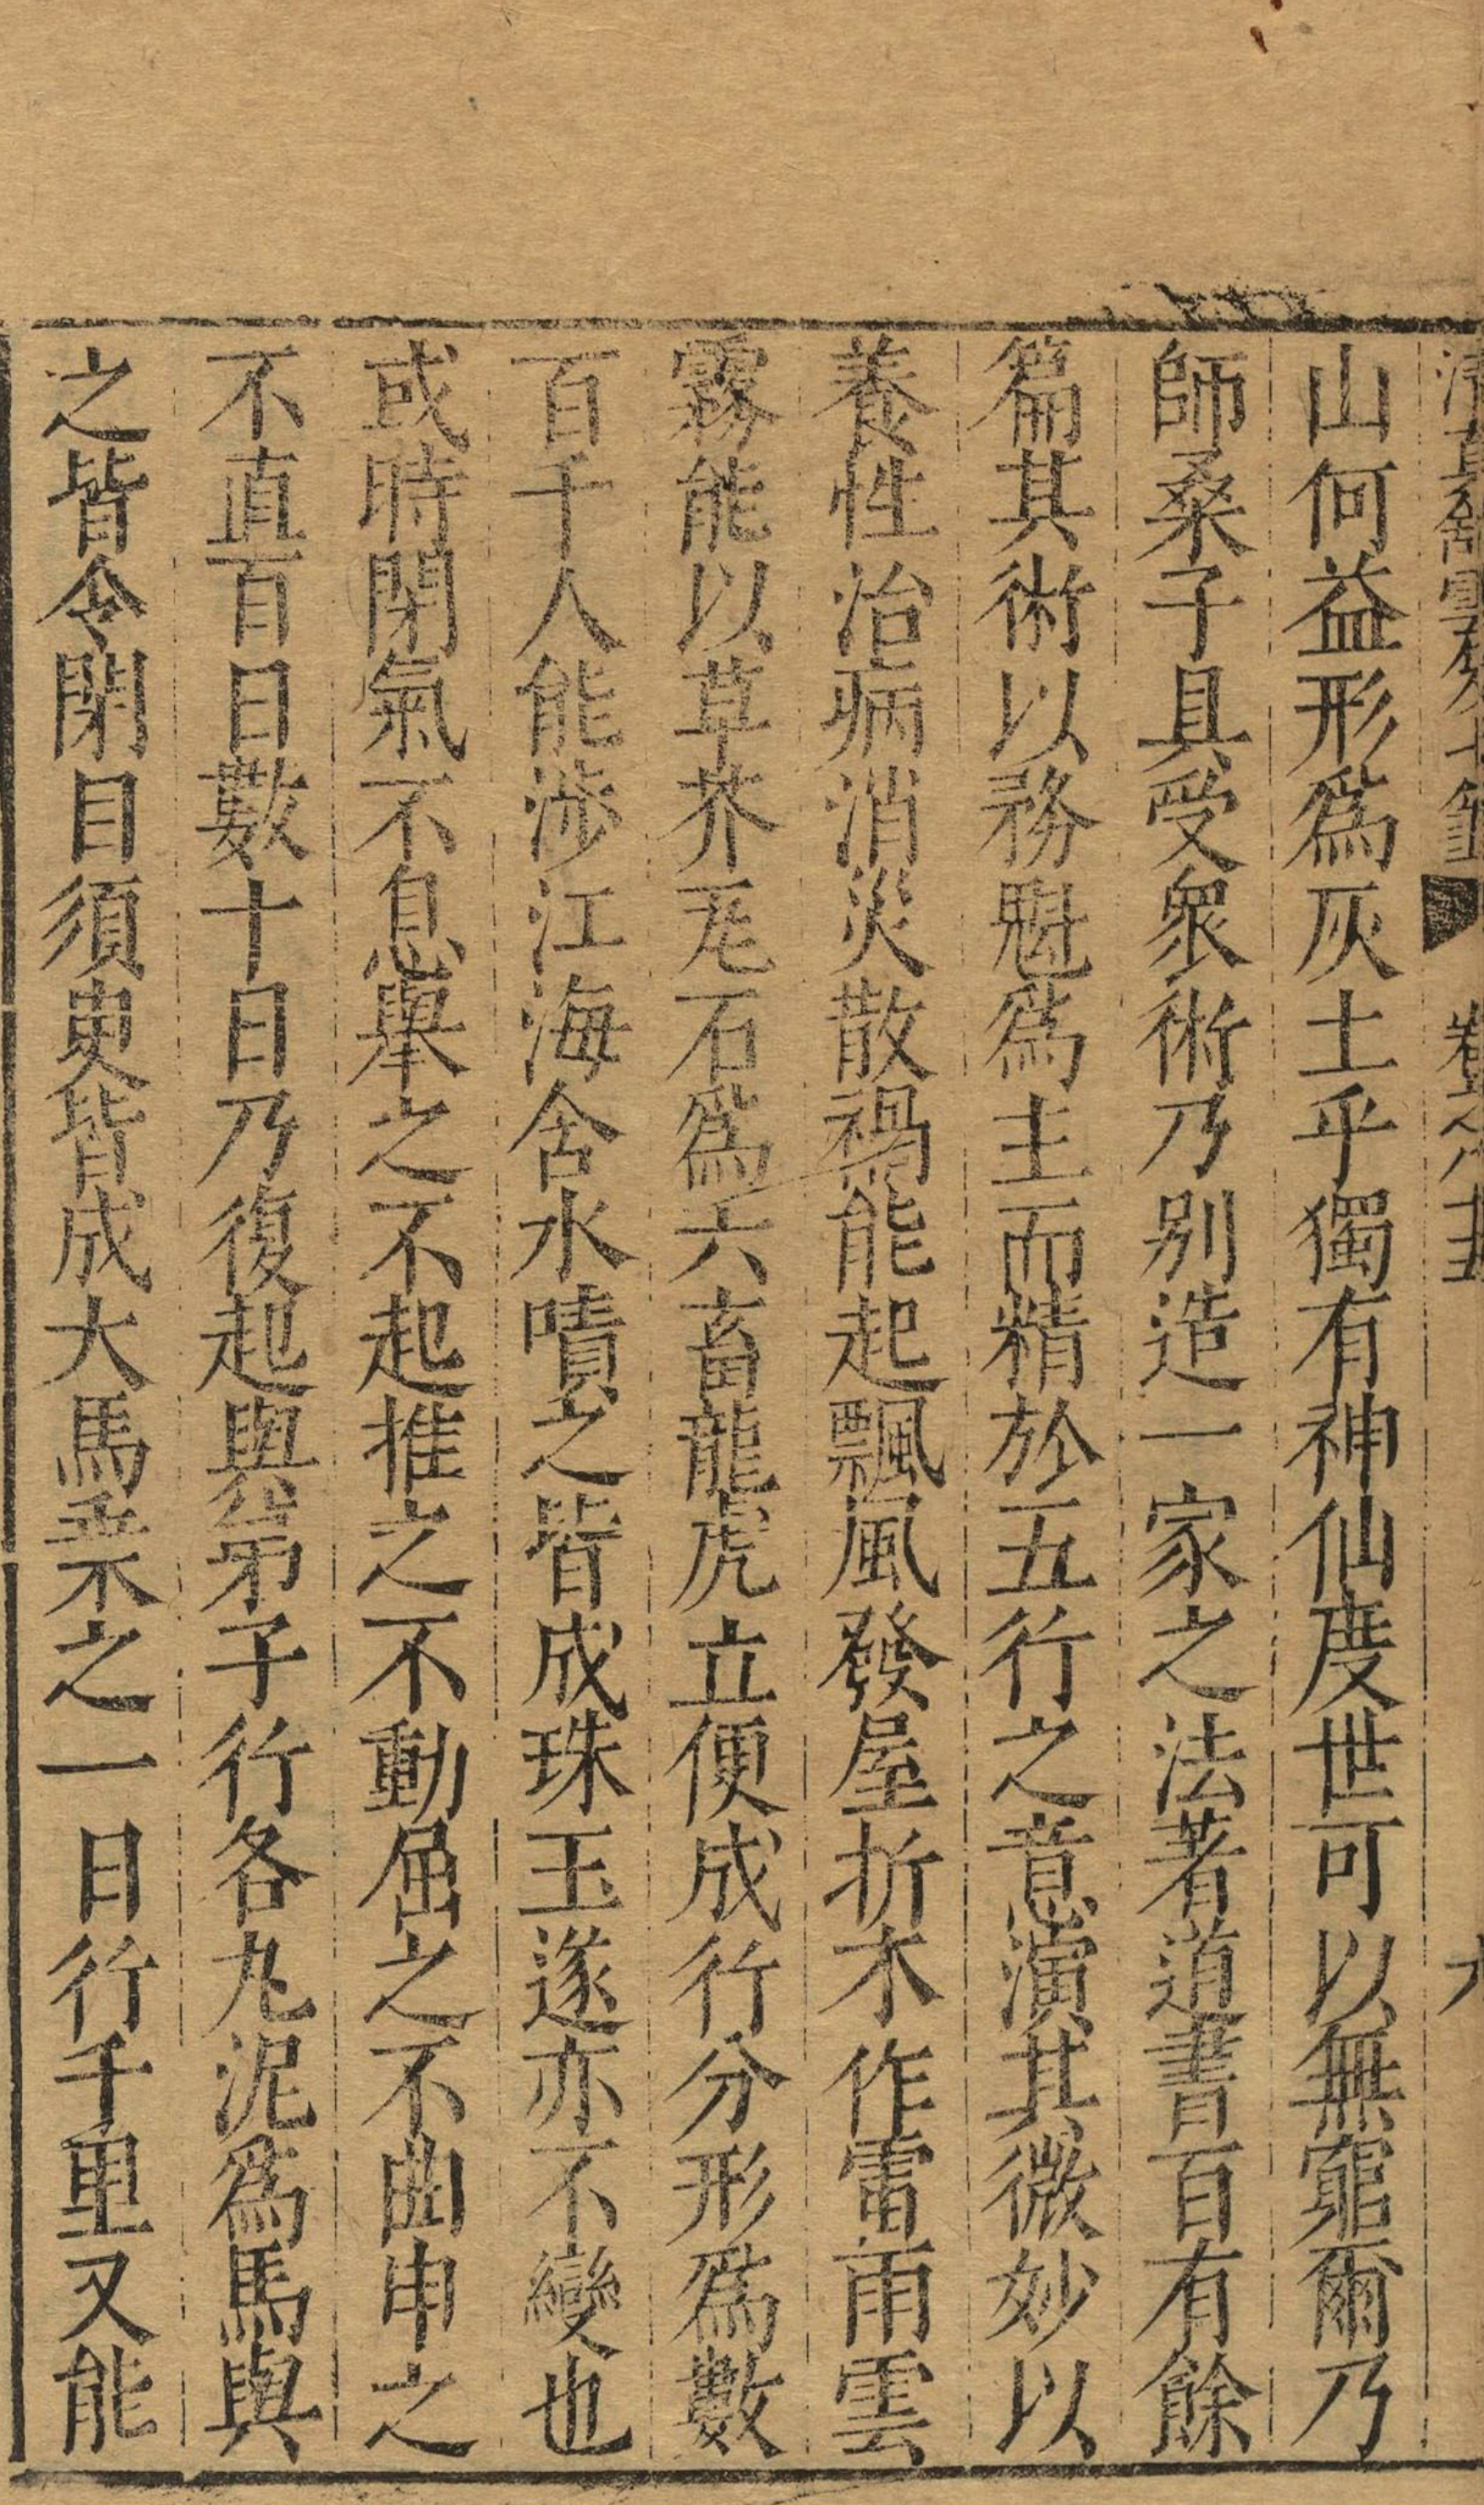 山何益形爲灰土乎獨有神仙度世可以無窮爾乃
師桑子具受衆術乃別造一家之法著道書百有餘
篇其術以務魁爲主而精於五行之意演其微妙以
養性治病消災散禍能起飄風發屋折木作雷雨雲
霧能以草芥瓦石爲六畜龍虎立便成行分形爲數
百千人能涉江海含水噴之皆成珠玉遂亦不變也
或時閉氣不息舉之不起推之不動屈之不曲申之
不直百日數十日乃復起與弟子行各丸泥爲馬與
之皆令閉目須臾皆成大馬乗之一日行千里又能